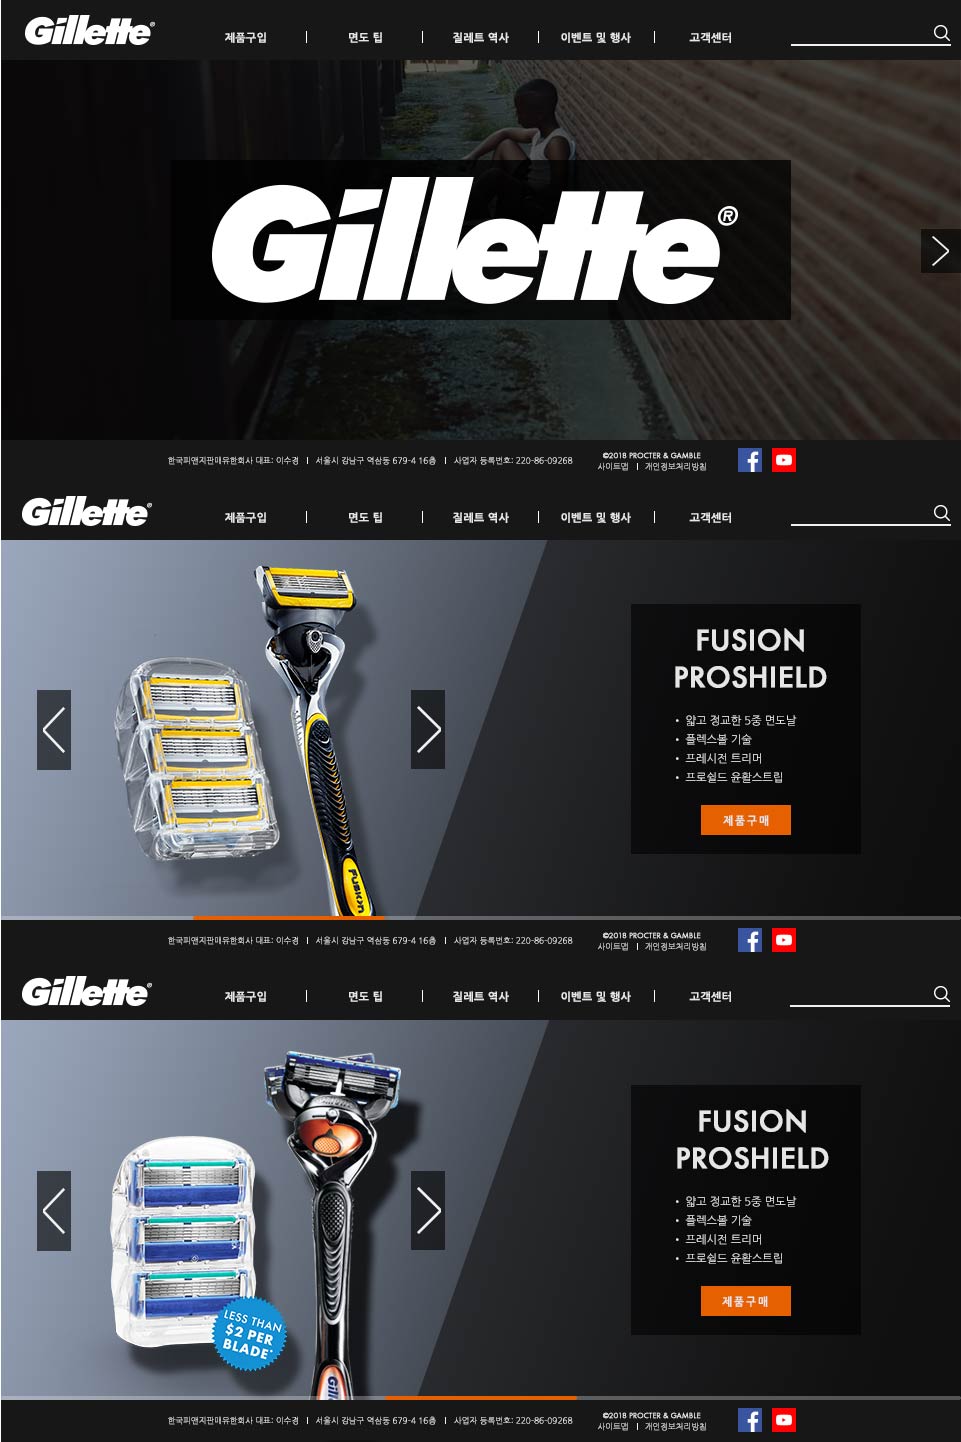 Gillette®
제품구입 | 면도 팁 | 질레트 역사 | 이벤트 및 행사 | 고객센터
Gillette®
한국피앤지판매유한회사 대표: 이수경 | 서울시 강남구 역삼동 679-4 16층 | 사업자 등록번호: 220-86-09268
©2018 PROCTER & GAMBLE
사이트맵 | 개인정보처리방침
Gillette®
제품구입 | 면도 팁 | 질레트 역사 | 이벤트 및 행사 | 고객센터
FUSION
PROSHIELD
• 얇고 정교한 5중 면도날
• 플렉스볼 기술
• 프레시전 트리머
• 프로쉴드 윤활스트립
제품구매
Fusion
한국피앤지판매유한회사 대표: 이수경 | 서울시 강남구 역삼동 679-4 16층 | 사업자 등록번호: 220-86-09268
©2018 PROCTER & GAMBLE
사이트맵 | 개인정보처리방침
Gillette®
제품구입 | 면도 팁 | 질레트 역사 | 이벤트 및 행사 | 고객센터
FUSION
PROSHIELD
• 얇고 정교한 5중 면도날
• 플렉스볼 기술
• 프레시전 트리머
• 프로쉴드 윤활스트립
제품구매
LESS THAN
$2 PER
BLADE*
한국피앤지판매유한회사 대표: 이수경 | 서울시 강남구 역삼동 679-4 16층 | 사업자 등록번호: 220-86-09268
©2018 PROCTER & GAMBLE
사이트맵 | 개인정보처리방침